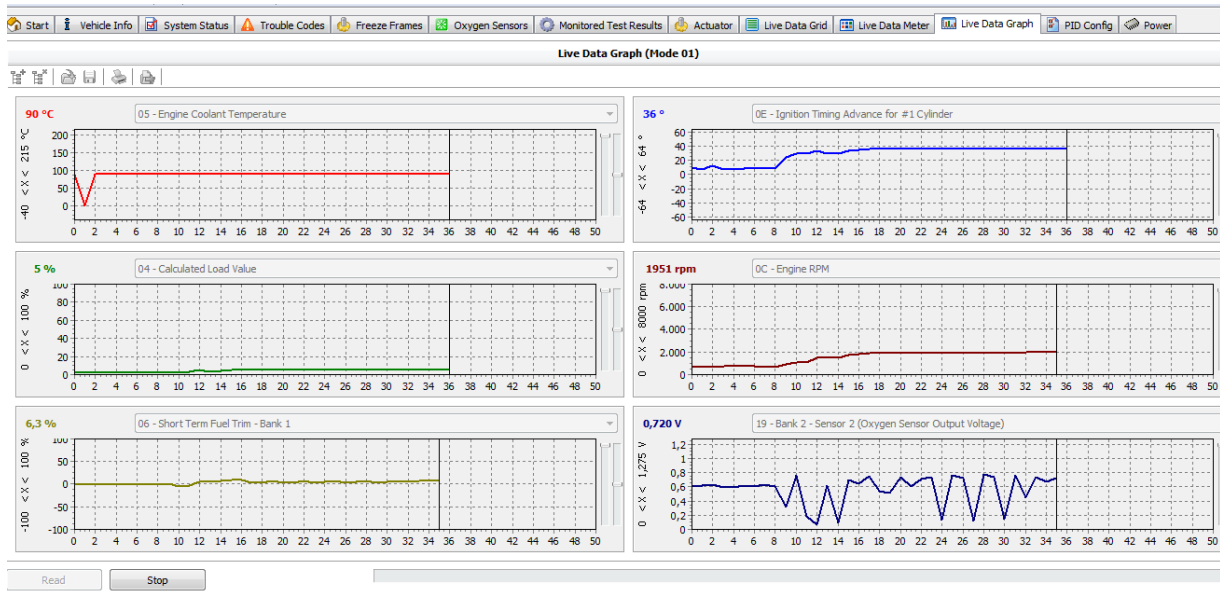 Start Vehicle Info System Status Trouble Codes Freeze Frames Oxygen Sensors Monitored Test Results Actuator Live Data Grid Live Data Meter Live Data Graph PID Config Power
Live Data Graph (Mode 01)
90 °C 05 - Engine Coolant Temperature
-40 < X < 215 °C
200
150
100
50
0
0 2 4 6 8 10 12 14 16 18 20 22 24 26 28 30 32 34 36 38 40 42 44 46 48 50
36 ° 0E - Ignition Timing Advance for #1 Cylinder
-64 < X < 64 °
60
40
20
0
-20
-40
-60
0 2 4 6 8 10 12 14 16 18 20 22 24 26 28 30 32 34 36 38 40 42 44 46 48 50
5 % 04 - Calculated Load Value
0 < X < 100 %
100
80
60
40
20
0
0 2 4 6 8 10 12 14 16 18 20 22 24 26 28 30 32 34 36 38 40 42 44 46 48 50
1951 rpm 0C - Engine RPM
0 < X < 8000 rpm
8.000
6.000
4.000
2.000
0
0 2 4 6 8 10 12 14 16 18 20 22 24 26 28 30 32 34 36 38 40 42 44 46 48 50
6,3 % 06 - Short Term Fuel Trim - Bank 1
-100 < X < 100 %
100
50
0
-50
-100
0 2 4 6 8 10 12 14 16 18 20 22 24 26 28 30 32 34 36 38 40 42 44 46 48 50
0,720 V 19 - Bank 2 - Sensor 2 (Oxygen Sensor Output Voltage)
0 < X < 1,275 V
1,2
1
0,8
0,6
0,4
0,2
0
0 2 4 6 8 10 12 14 16 18 20 22 24 26 28 30 32 34 36 38 40 42 44 46 48 50
Read Stop